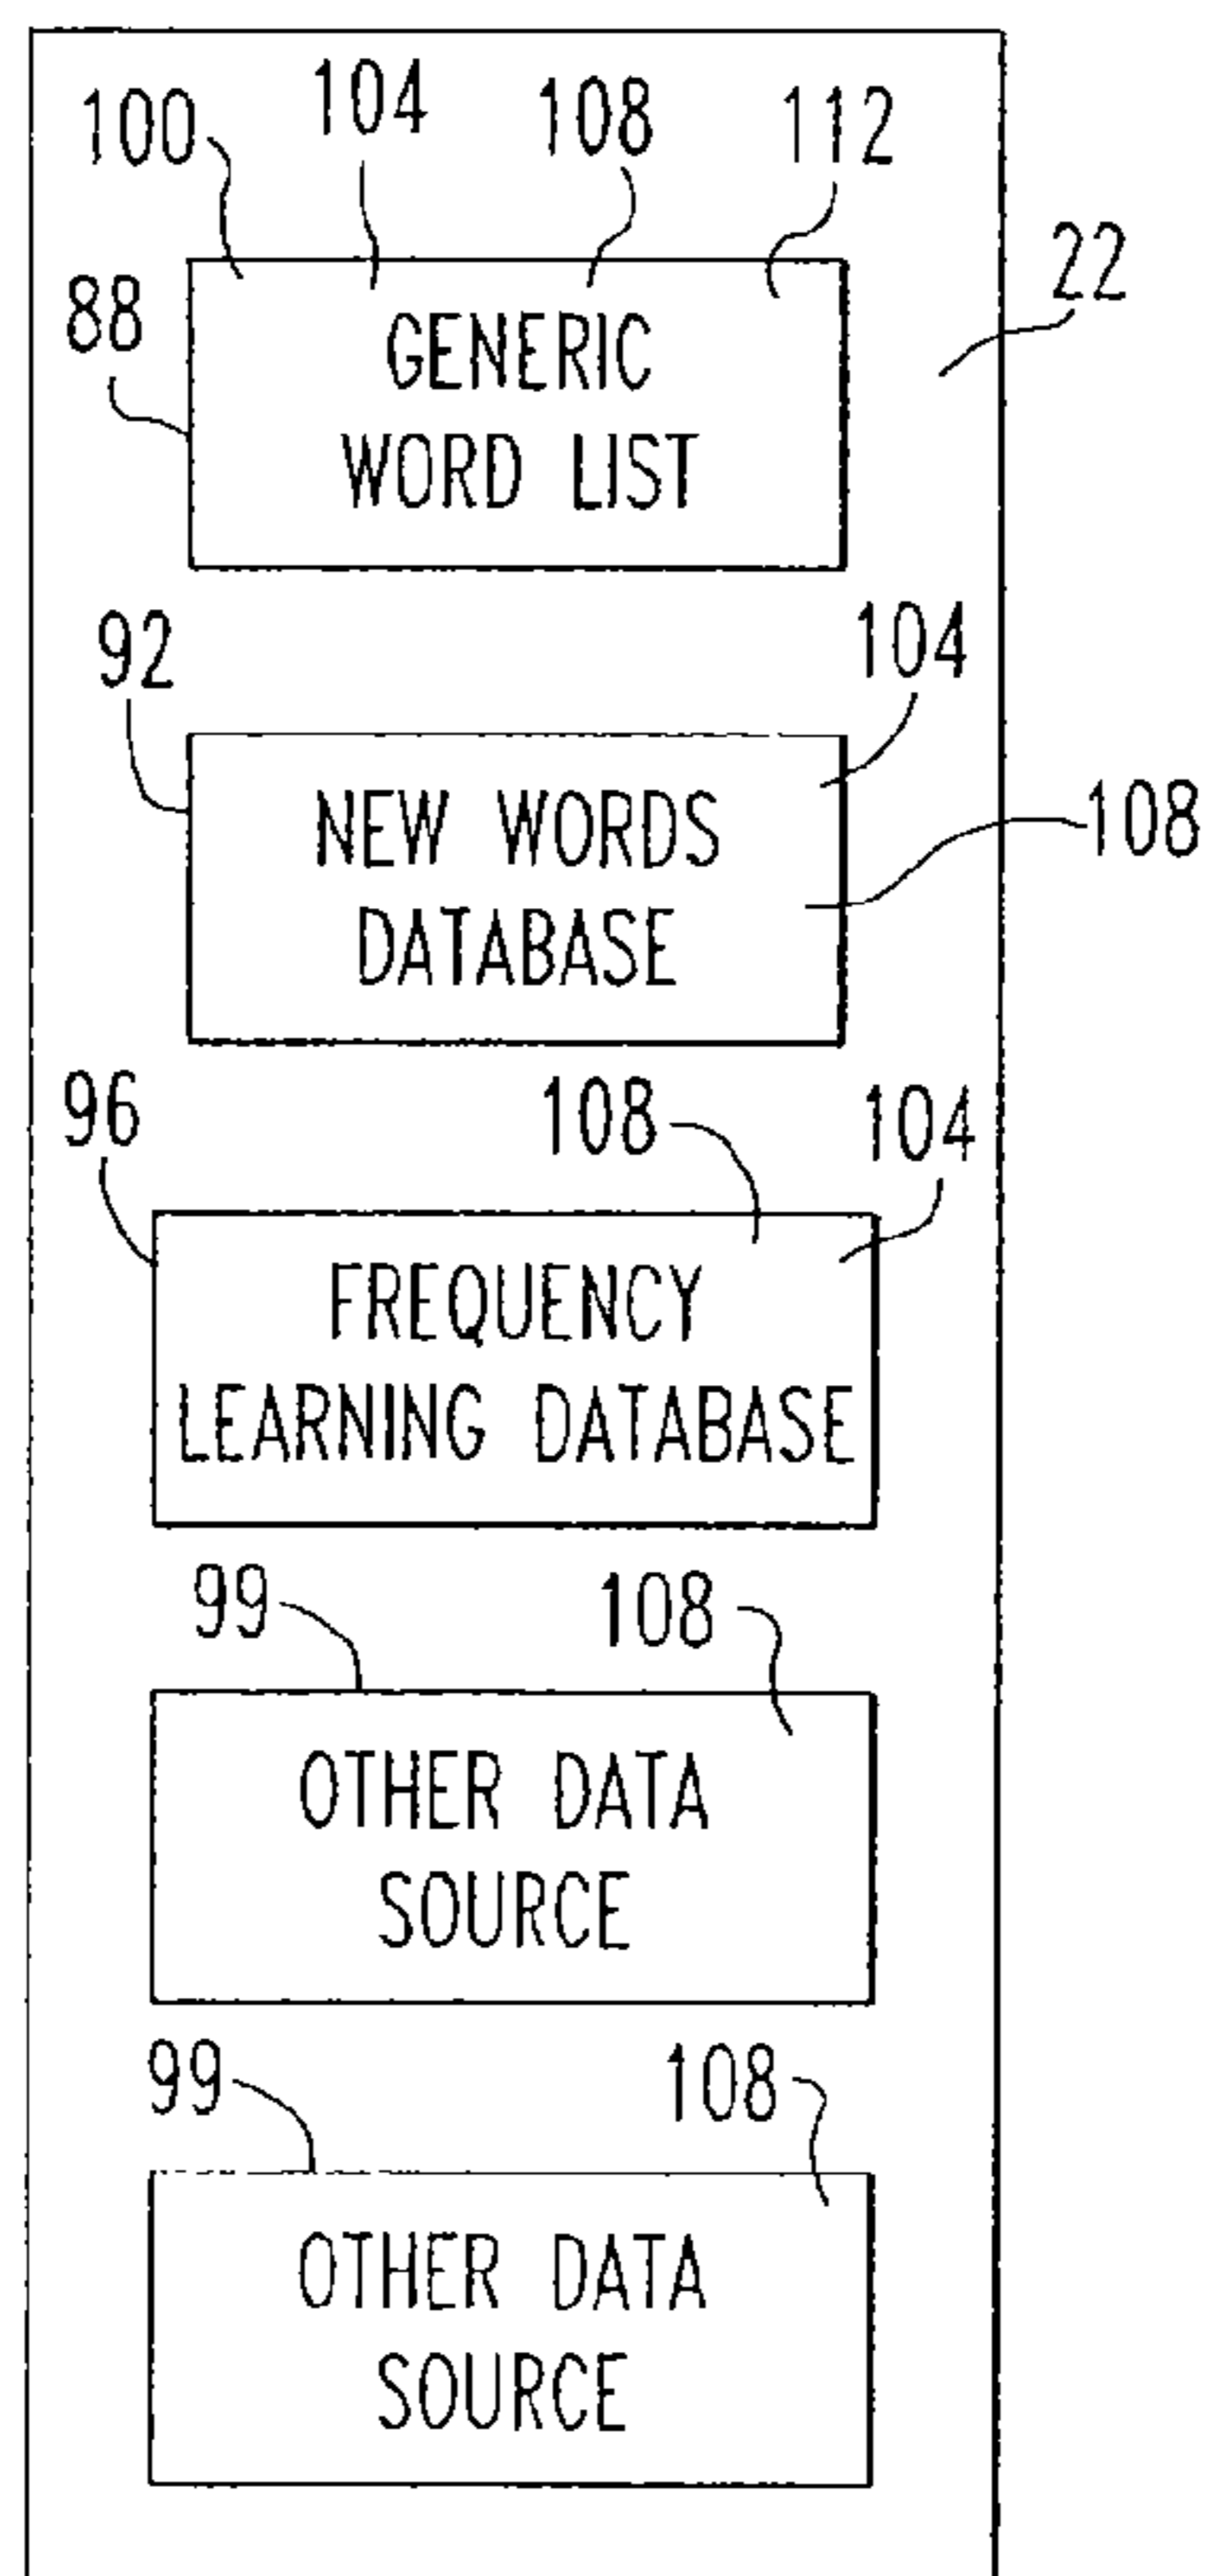 100 104 108 112
88
22
GENERIC
WORD LIST
92
104
NEW WORDS
108
DATABASE
96
108
104
FREQUENCY
LEARNING DATABASE
99
108
OTHER DATA
SOURCE
99
108
OTHER DATA
SOURCE